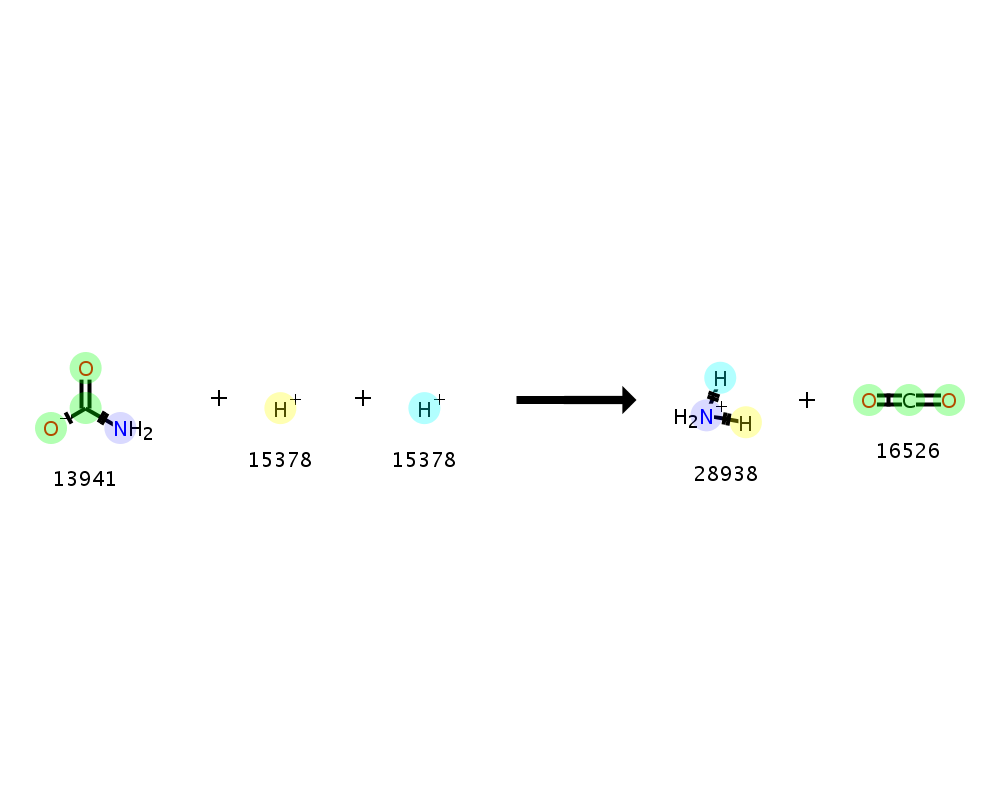 O
O⁻ NH₂
13941
+
H⁺
15378
+
H⁺
15378
H
H₂N⁺ H
28938
+
O C O
16526